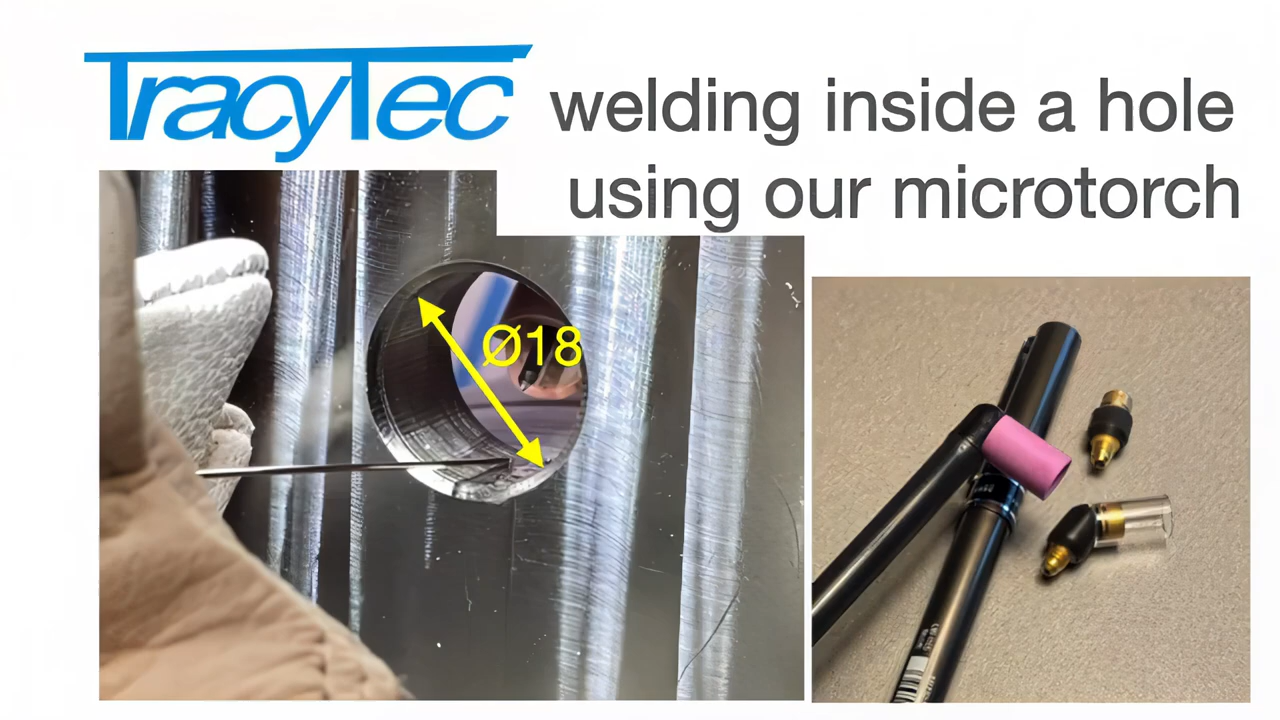 TracyTec
welding inside a hole
using our microtorch
Ø18